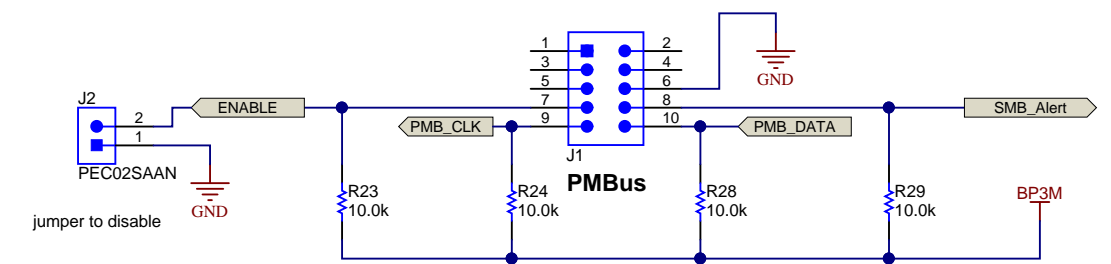 1
2
3
4
GND
5
6
J2
ENABLE
7
8
SMB_Alert
2
PMB_CLK
9
10
PMB_DATA
1
J1
PEC02SAAN
PMBus
GND
R23
10.0k
R24
10.0k
R28
10.0k
R29
10.0k
BP3M
jumper to disable